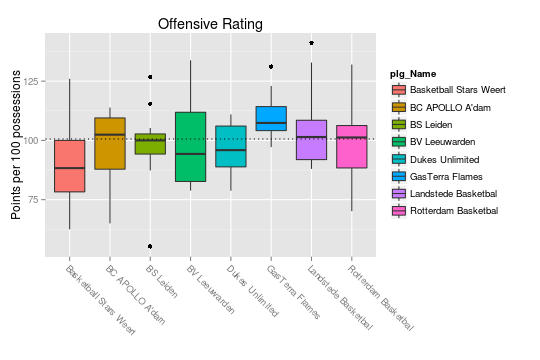 Offensive Rating
Points per 100 possessions
125
100
75
Basketball Stars Weert
BC APOLLO A'dam
BS Leiden
BV Leeuwarden
Dukes Unlimited
GasTerra Flames
Landstede Basketbal
Rotterdam Basketbal
plg_Name
Basketball Stars Weert
BC APOLLO A'dam
BS Leiden
BV Leeuwarden
Dukes Unlimited
GasTerra Flames
Landstede Basketbal
Rotterdam Basketbal